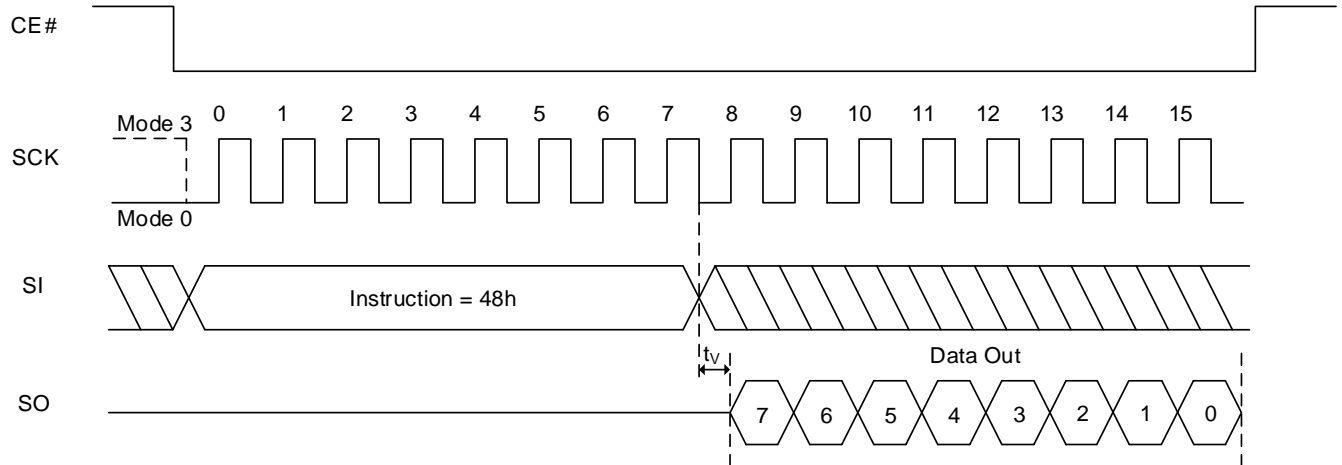 CE#
0 1 2 3 4 5 6 7 8 9 10 11 12 13 14 15
Mode 3
SCK
Mode 0
SI
Instruction = 48h
tV
Data Out
SO
7 6 5 4 3 2 1 0